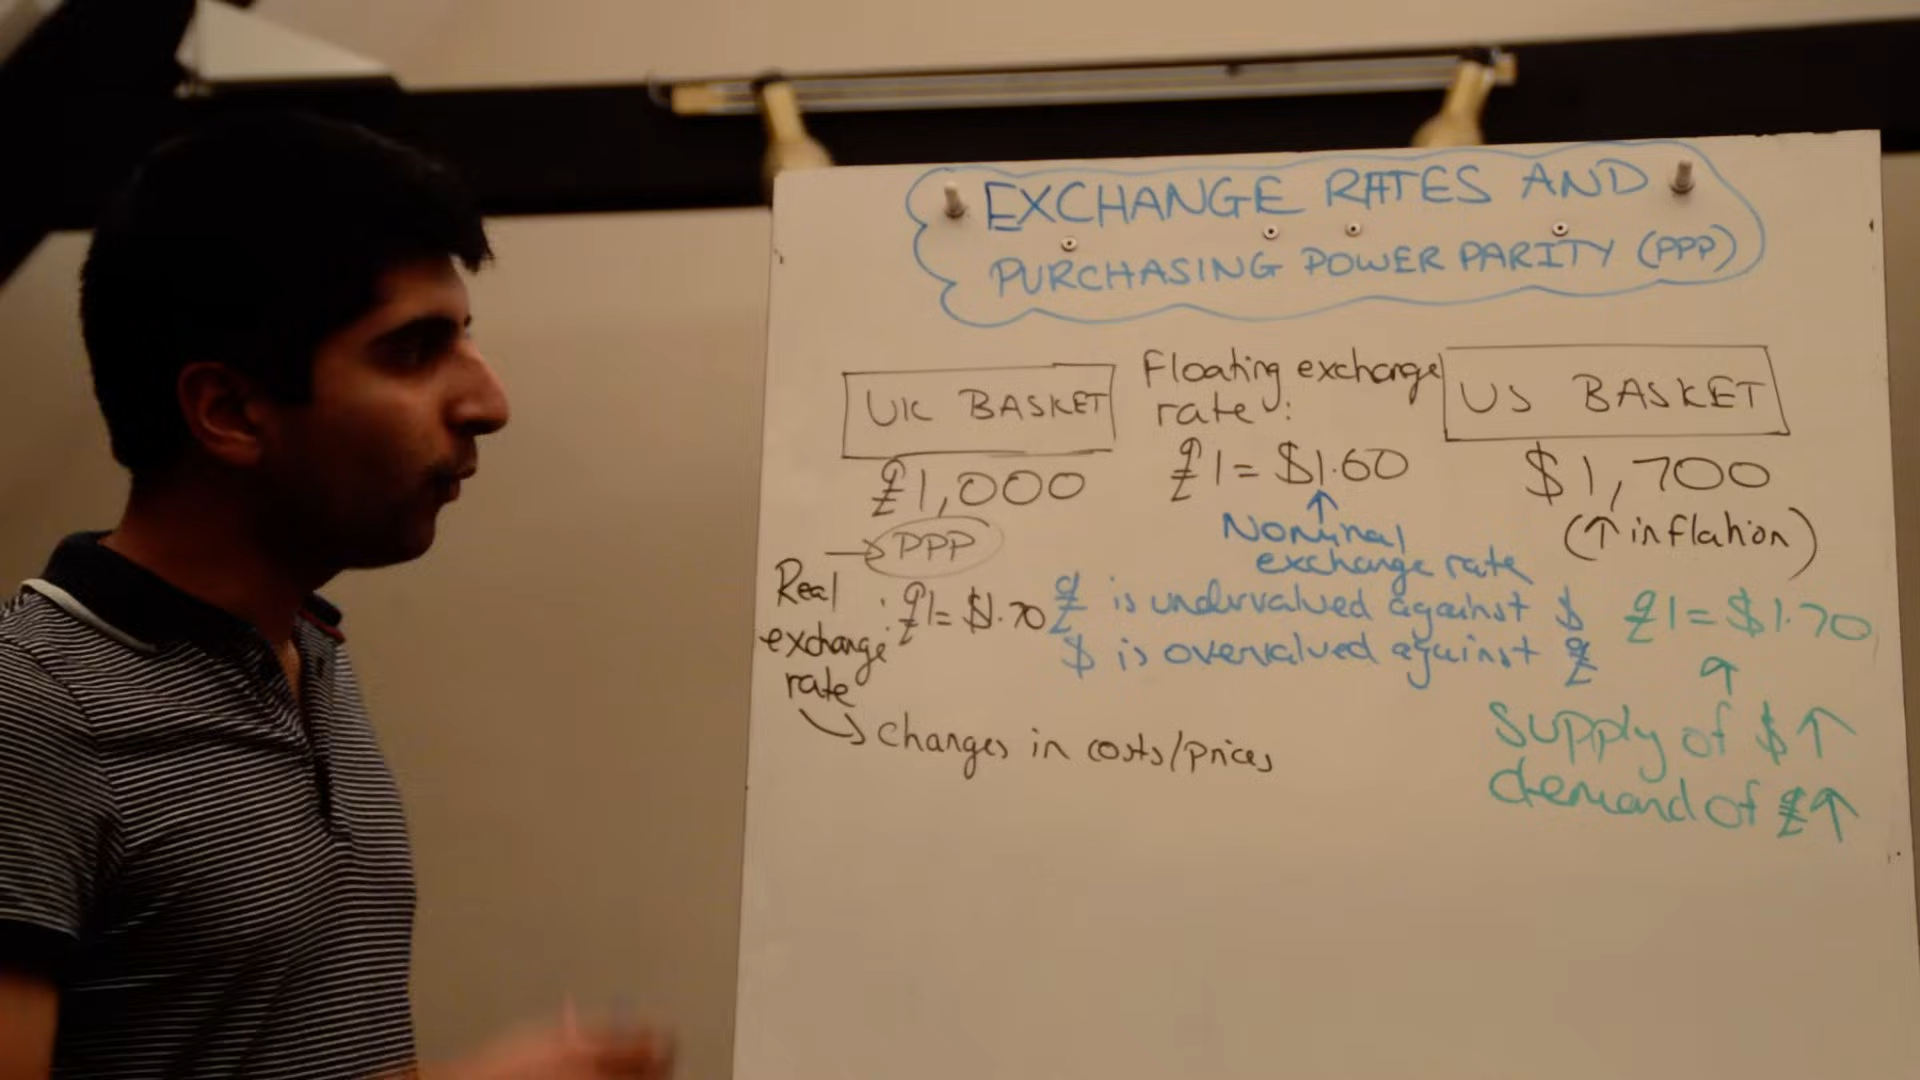 EXCHANGE RATES AND
PURCHASING POWER PARITY (PPP)
UK BASKET
£1,000
Floating exchange
rate:
£1 = $1.60
Nominal
exchange rate
US BASKET
$1,700
(↑ inflation)
→ PPP
Real
exchange
rate
: £1 = $1.70
£ is undervalued against $
$ is overvalued against £
£1 = $1.70
supply of $ ↑
demand of £ ↑
changes in costs/prices